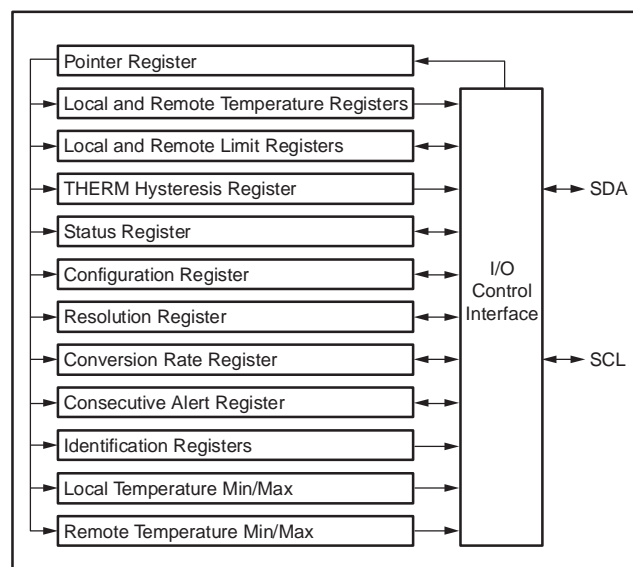 Pointer Register
Local and Remote Temperature Registers
Local and Remote Limit Registers
THERM Hysteresis Register
SDA
Status Register
Configuration Register
I/O
Control
Interface
Resolution Register
Conversion Rate Register
SCL
Consecutive Alert Register
Identification Registers
Local Temperature Min/Max
Remote Temperature Min/Max